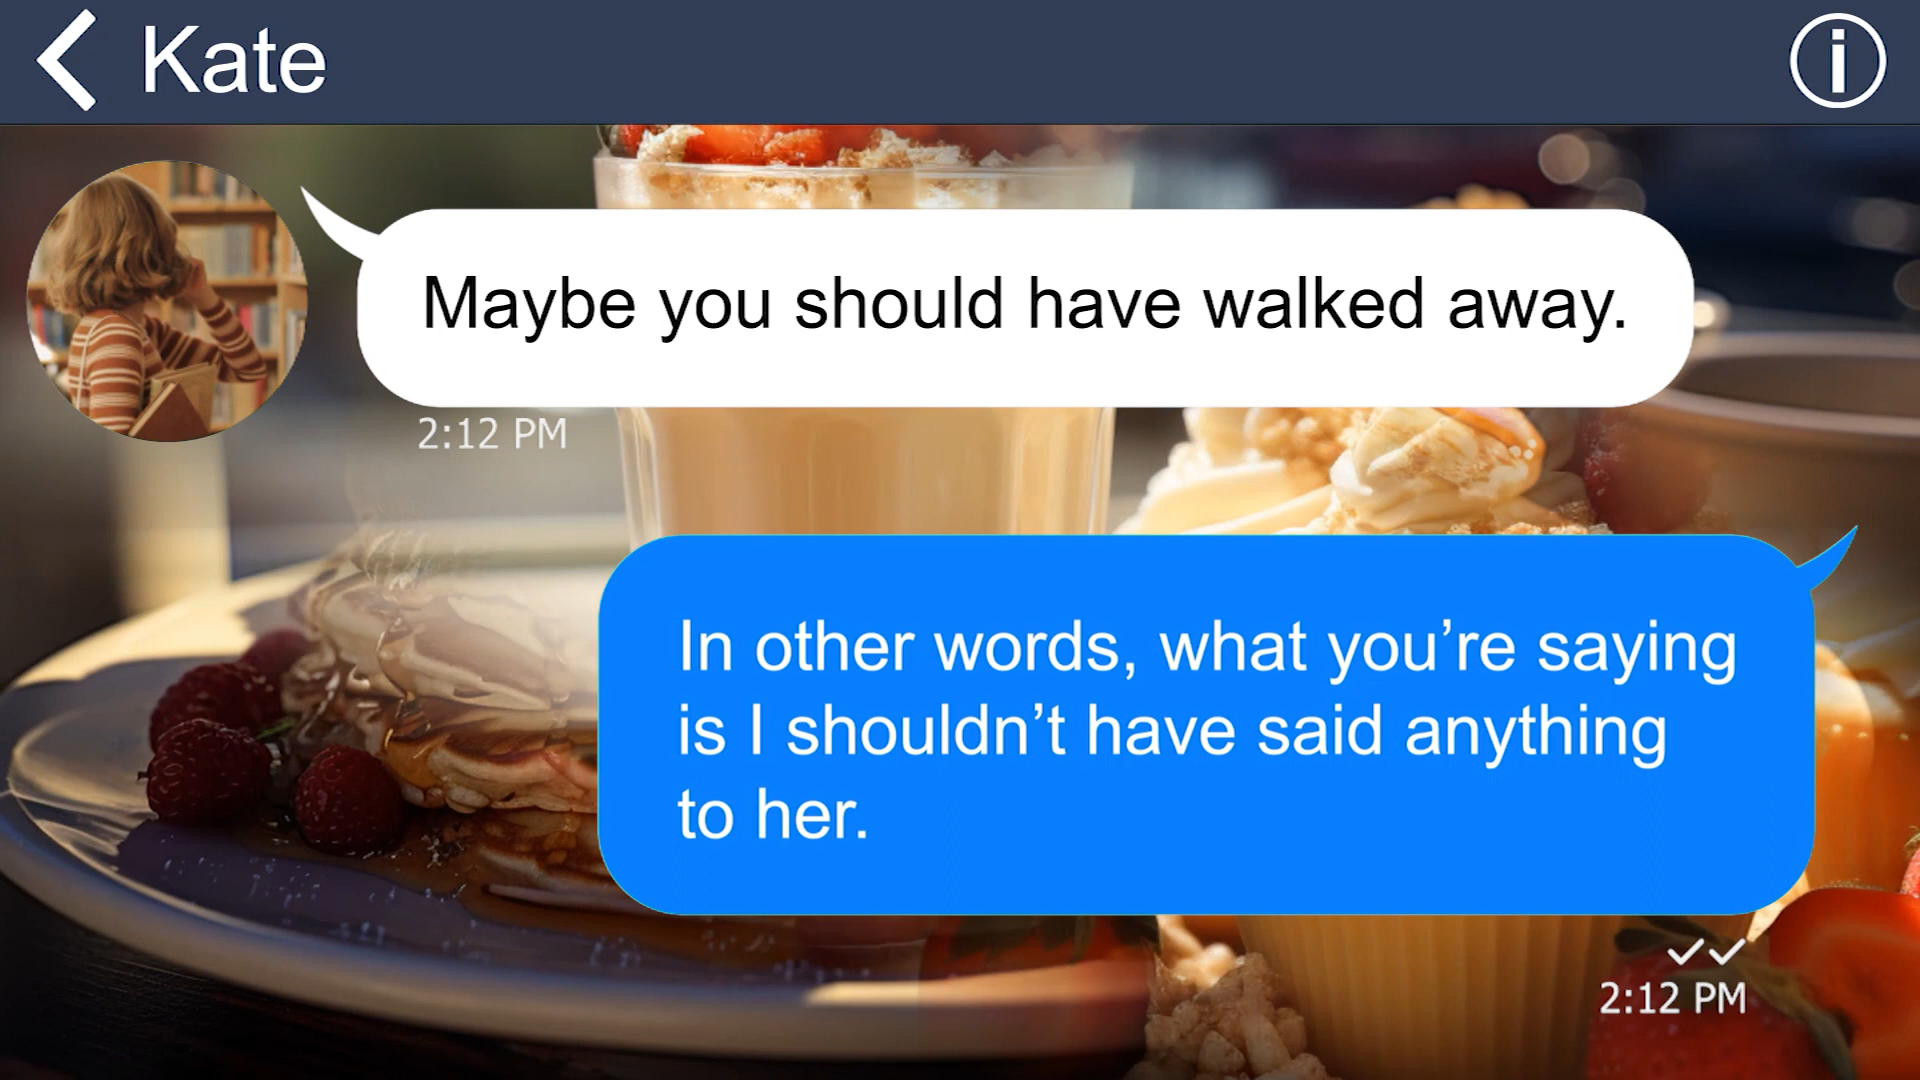 Kate
Maybe you should have walked away.
2:12 PM
In other words, what you’re saying
is I shouldn’t have said anything
to her.
2:12 PM